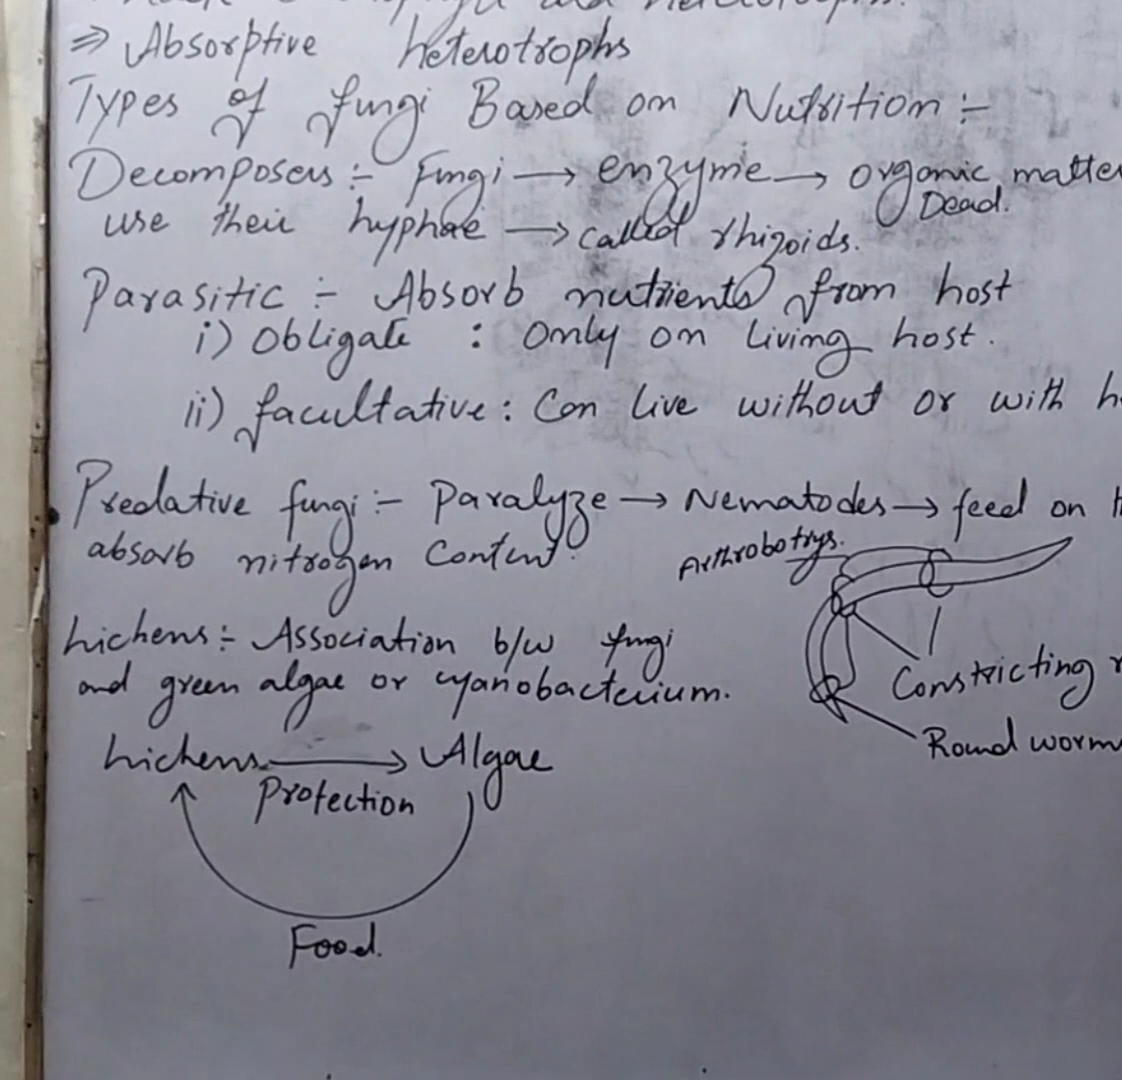 ⇒ Absorptive heterotrophs
Types of fungi Based on Nutrition :-
Decomposers :- Fungi → enzyme → organic matter
Dead.
use their hyphae → called rhizoids.
Parasitic :- Absorb nutrients from host
i) Obligate : Only on living host.
ii) facultative : Can live without or with
Predative fungi :- Paralyze → Nematodes → feed on
absorb nitrogen Content.
Arthrobotrys.
Lichens :- Association b/w fungi
and green algae or cyanobacterium.
Constricting
Round worm
Lichens → Algae
Protection
Food.